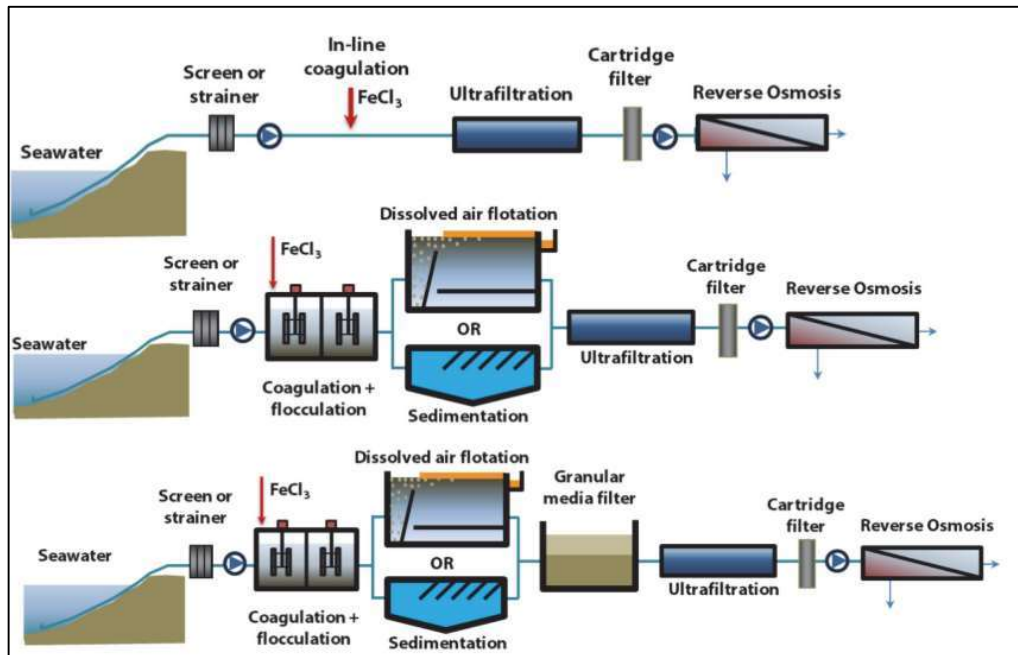 In-line
coagulation
FeCl₃
Screen or
strainer
Seawater
Ultrafiltration
Cartridge
filter
Reverse Osmosis
Dissolved air flotation
FeCl₃
Screen or
strainer
Seawater
Coagulation +
flocculation
OR
Sedimentation
Ultrafiltration
Cartridge
filter
Reverse Osmosis
Dissolved air flotation
FeCl₃
Screen or
strainer
Seawater
Coagulation +
flocculation
OR
Sedimentation
Granular
media filter
Ultrafiltration
Cartridge
filter
Reverse Osmosis